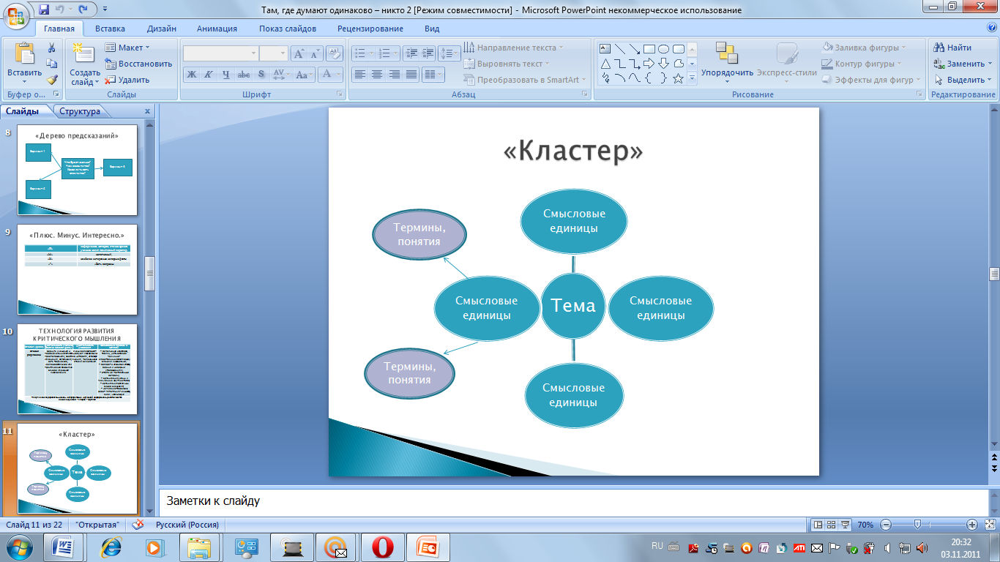 Там, где думают одинаково – ни-то 2 [Режим совместимости] - Microsoft PowerPoint некоммерческое использование
Главная Вставка Дизайн Анимация Показ слайдов Рецензирование Вид
Вставить
Буфер о...
Создать слайд
Макет
Восстановить
Удалить
Слайды
Ж К Ч abc S AV Aa A
Шрифт
Направление текста
Выровнять текст
Преобразовать в SmartArt
Абзац
Упорядочить
Экспресс-стили
Заливка фигуры
Контур фигуры
Эффекты для фигур
Рисование
Найти
Заменить
Выделить
Редактирование
Слайды Структура x
8
«Дерево предсказаний»
9
«Плюс. Минус. Интересно.»
10
ТЕХНОЛОГИЯ РАЗВИТИЯ
КРИТИЧЕСКОГО МЫШЛЕНИЯ
11
«Кластер»
Термины,
понятия
Смысловые
единицы
Смысловые
единицы
Тема
Смысловые
единицы
Термины,
понятия
Смысловые
единицы
«Кластер»
Смысловые
единицы
Термины,
понятия
Смысловые
единицы
Тема
Смысловые
единицы
Термины,
понятия
Смысловые
единицы
Заметки к слайду
Слайд 11 из 22 "Открытая" Русский (Россия) 70%
RU
20:32
03.11.2011